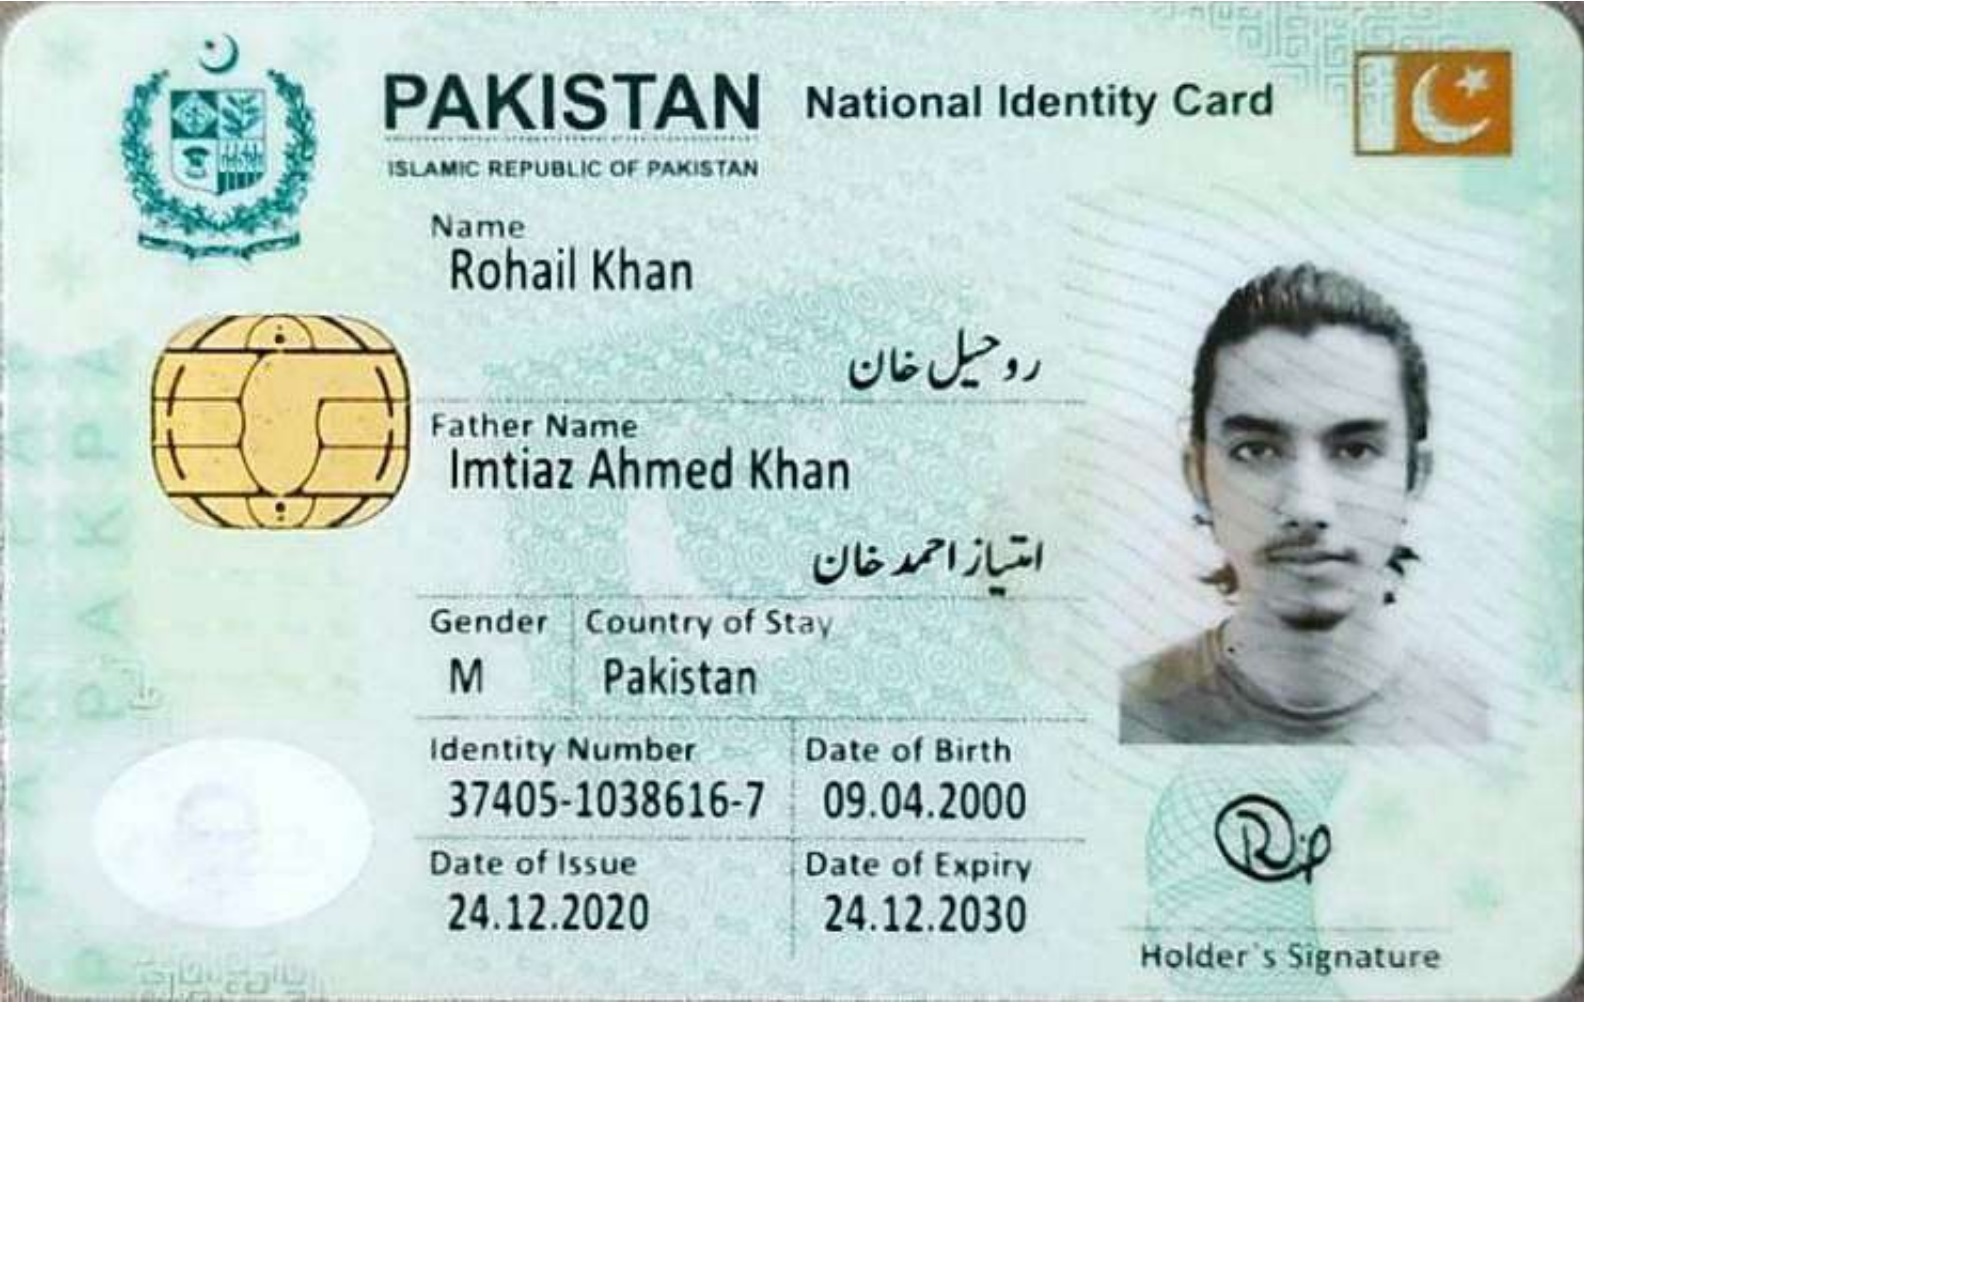 PAKISTAN National Identity Card
ISLAMIC REPUBLIC OF PAKISTAN
Name
Rohail Khan
روحیل خان
Father Name
Imtiaz Ahmed Khan
امتیاز احمد خان
Gender Country of Stay
M Pakistan
Identity Number Date of Birth
37405-1038616-7 09.04.2000
Date of Issue Date of Expiry
24.12.2020 24.12.2030
Holder's Signature